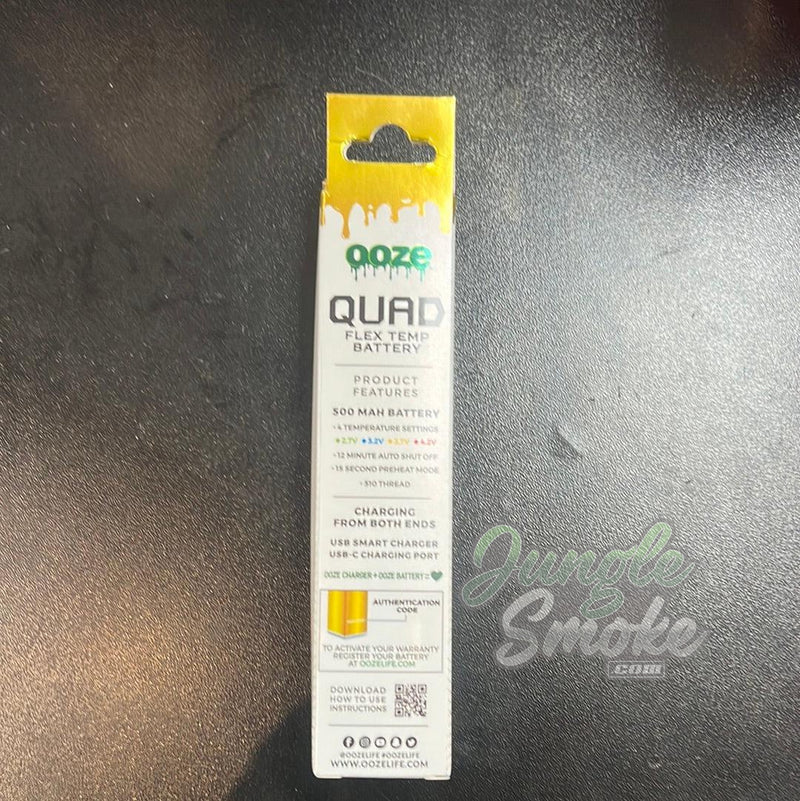 ooze
QUAD
FLEX TEMP
BATTERY
PRODUCT
FEATURES
500 MAH BATTERY
• 4 TEMPERATURE SETTINGS
• 2.7V • 3.2V • 3.7V • 4.2V
• 12 MINUTE AUTO SHUT OFF
• 15 SECOND PREHEAT MODE
• 510 THREAD
CHARGING
FROM BOTH ENDS
USB SMART CHARGER
USB-C CHARGING PORT
OOZE CHARGER + OOZE BATTERY =
AUTHENTICATION
CODE
TO ACTIVATE YOUR WARRANTY
REGISTER YOUR BATTERY
AT OOZELIFE.COM
DOWNLOAD
HOW TO USE
INSTRUCTIONS
@OOZELIFE #OOZELIFE
WWW.OOZELIFE.COM
Jungle
Smoke
.COM